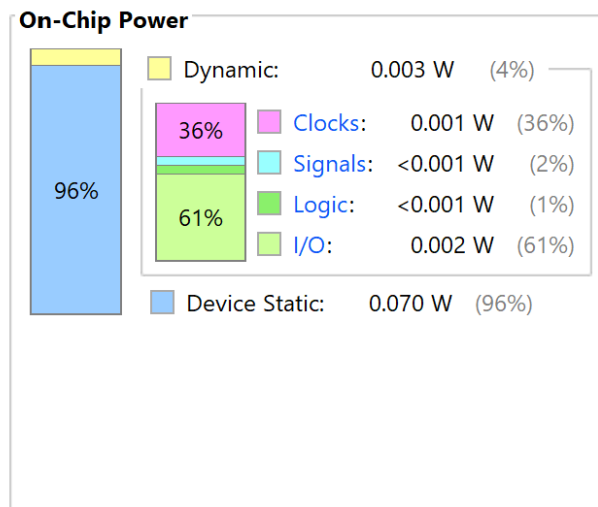 On-Chip Power
Dynamic: 0.003 W (4%)
96%
36%
61%
Clocks: 0.001 W (36%)
Signals: <0.001 W (2%)
Logic: <0.001 W (1%)
I/O: 0.002 W (61%)
Device Static: 0.070 W (96%)